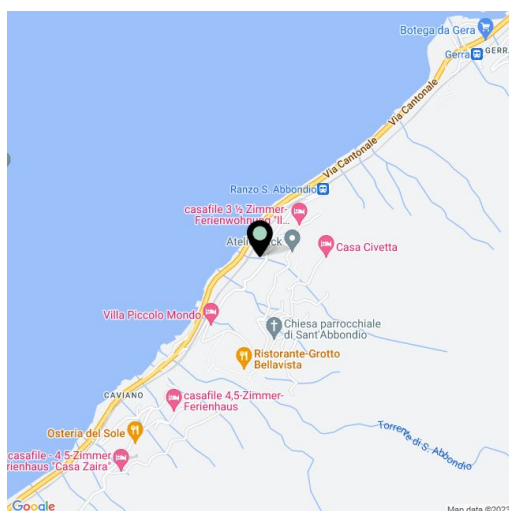 Botega da Gera
GERR
Gerra
Via Cantonale
Via Cantonale
Ranzo S. Abbondio
casafile 3 ½ Zimmer-
Ferienwohnung "Il...
Casa Civetta
Villa Piccolo Mondo
Chiesa parrocchiale
di Sant'Abbondio
Ristorante-Grotto
Bellavista
CAVIANO
casafile 4,5-Zimmer-
Ferienhaus
Osteria del Sole
casafile - 4,5-Zimmer
rienhaus "Casa Zaira"
Torrente di S. Abbondio
Google
Map data ©2023